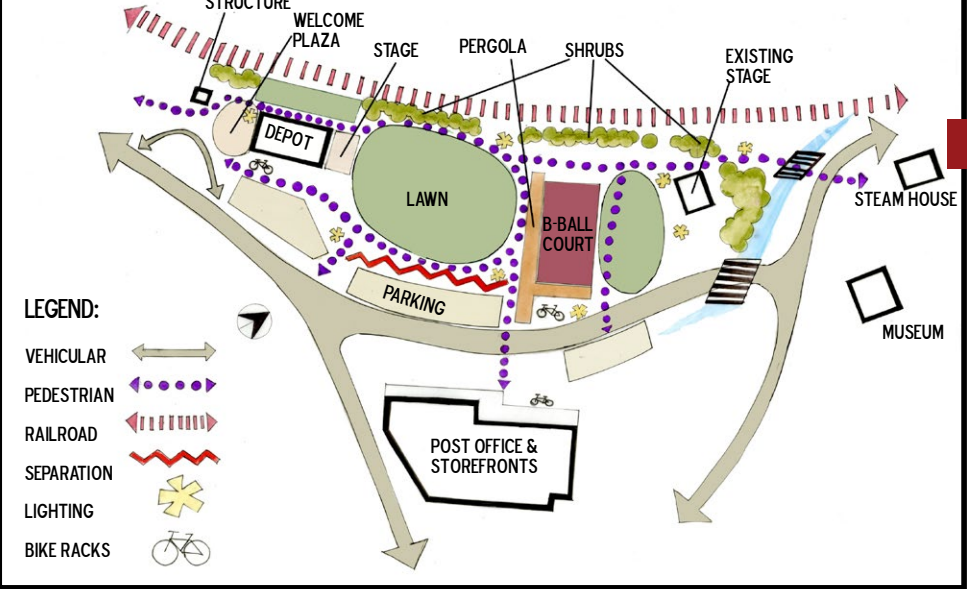 STRUCTURE
WELCOME
PLAZA
STAGE
PERGOLA
SHRUBS
EXISTING
STAGE
DEPOT
LAWN
B-BALL
COURT
STEAM HOUSE
PARKING
MUSEUM
POST OFFICE &
STOREFRONTS
LEGEND:
VEHICULAR
PEDESTRIAN
RAILROAD
SEPARATION
LIGHTING
BIKE RACKS